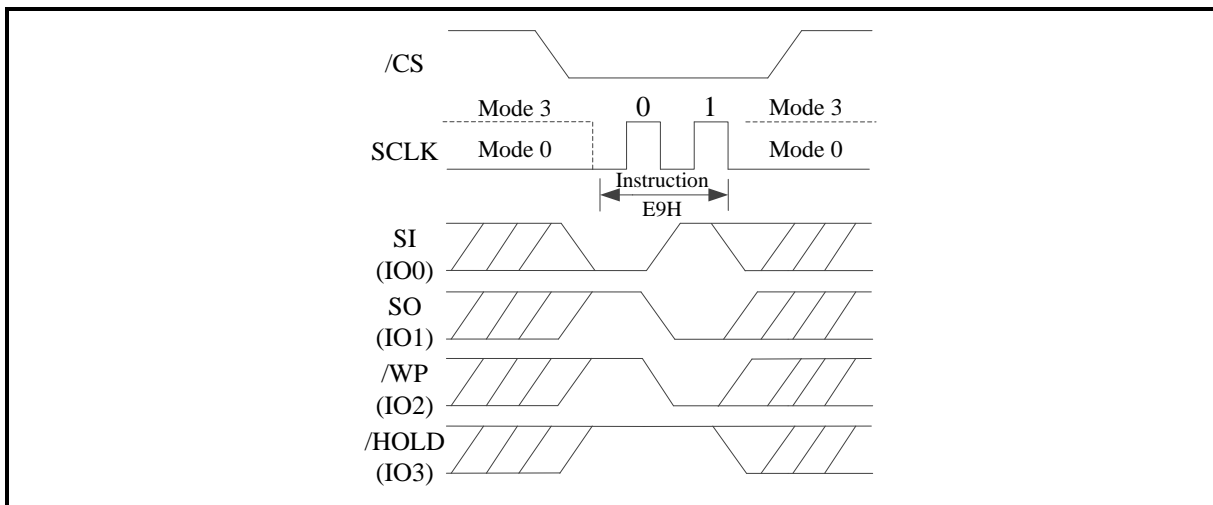 /CS
Mode 3 0 1 Mode 3
SCLK Mode 0 Mode 0
Instruction
E9H
SI
(IO0)
SO
(IO1)
/WP
(IO2)
/HOLD
(IO3)